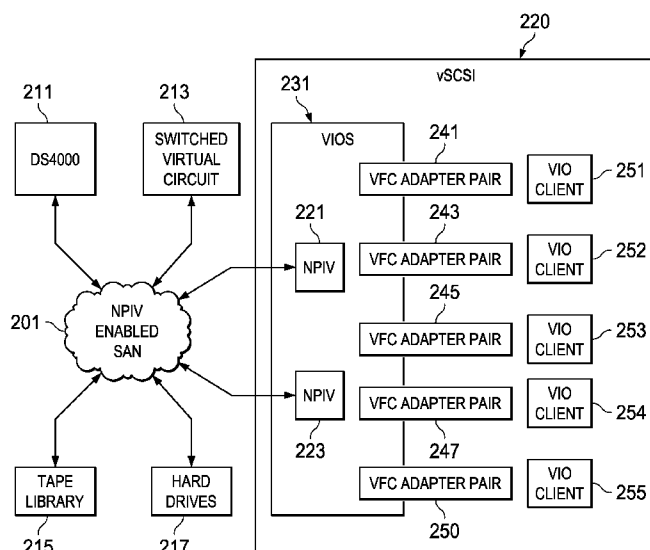 220
vSCSI
211
213
231
VIOS
241
DS4000
SWITCHED
VIRTUAL
CIRCUIT
VFC ADAPTER PAIR
VIO
CLIENT
251
221
243
NPIV
VFC ADAPTER PAIR
VIO
CLIENT
252
201
NPIV
ENABLED
SAN
245
VFC ADAPTER PAIR
VIO
CLIENT
253
NPIV
223
VFC ADAPTER PAIR
247
VIO
CLIENT
254
TAPE
LIBRARY
215
HARD
DRIVES
217
VFC ADAPTER PAIR
250
VIO
CLIENT
255